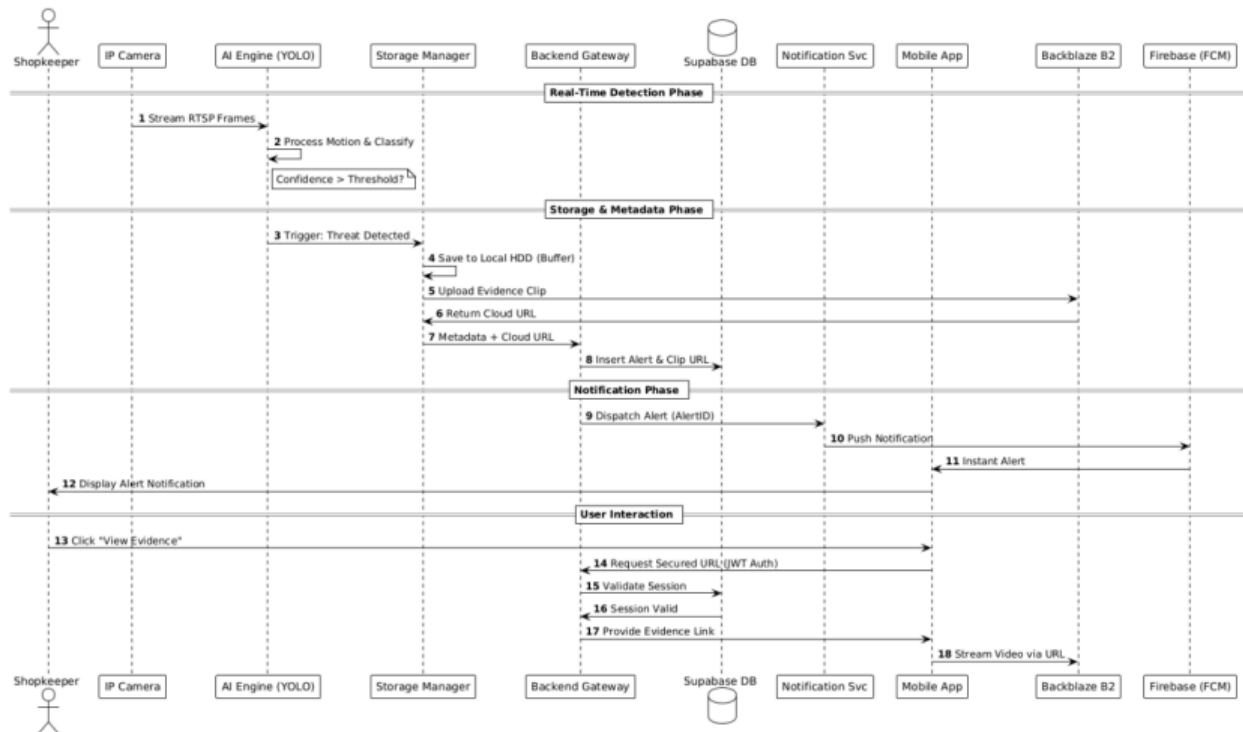 Shopkeeper
IP Camera
AI Engine (YOLO)
Storage Manager
Backend Gateway
Supabase DB
Notification Svc
Mobile App
Backblaze B2
Firebase (FCM)
Real-Time Detection Phase
1 Stream RTSP Frames
2 Process Motion & Classify
Confidence > Threshold?
Storage & Metadata Phase
3 Trigger: Threat Detected
4 Save to Local HDD (Buffer)
5 Upload Evidence Clip
6 Return Cloud URL
7 Metadata + Cloud URL
8 Insert Alert & Clip URL
Notification Phase
9 Dispatch Alert (AlertID)
10 Push Notification
11 Instant Alert
12 Display Alert Notification
User Interaction
13 Click "View Evidence"
14 Request Secured URL (JWT Auth)
15 Validate Session
16 Session Valid
17 Provide Evidence Link
18 Stream Video via URL
Shopkeeper
IP Camera
AI Engine (YOLO)
Storage Manager
Backend Gateway
Supabase DB
Notification Svc
Mobile App
Backblaze B2
Firebase (FCM)